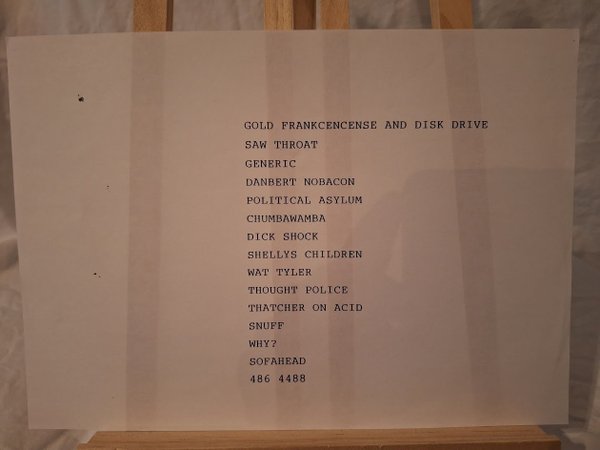 GOLD FRANKCENCENSE AND DISK DRIVE
SAW THROAT
GENERIC
DANBERT NOBACON
POLITICAL ASYLUM
CHUMBAWAMBA
DICK SHOCK
SHELLYS CHILDREN
WAT TYLER
THOUGHT POLICE
THATCHER ON ACID
SNUFF
WHY?
SOFAHEAD
486 4488